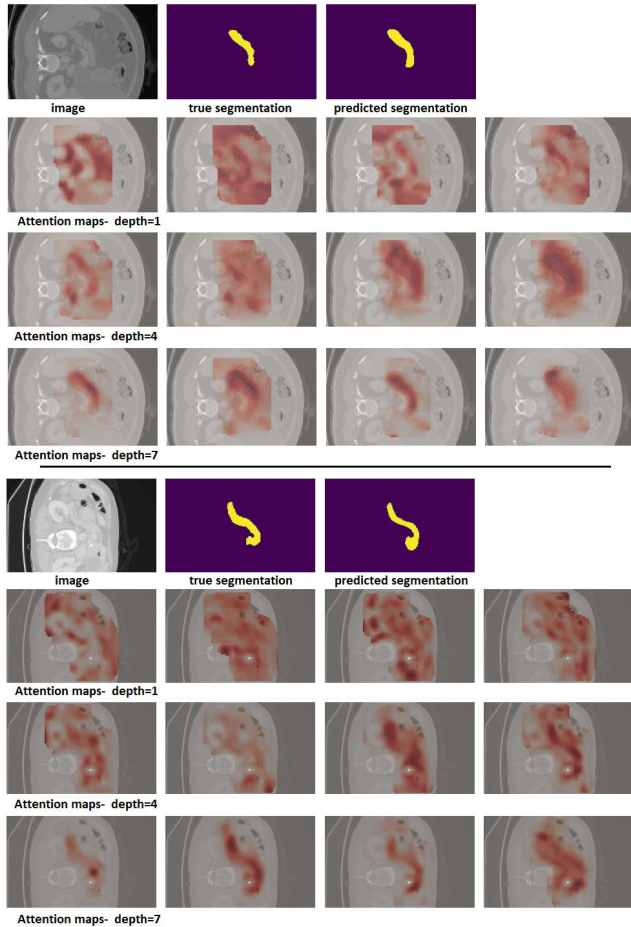 image true segmentation predicted segmentation
Attention maps- depth=1
Attention maps- depth=4
Attention maps- depth=7
image true segmentation predicted segmentation
Attention maps- depth=1
Attention maps- depth=4
Attention maps- depth=7